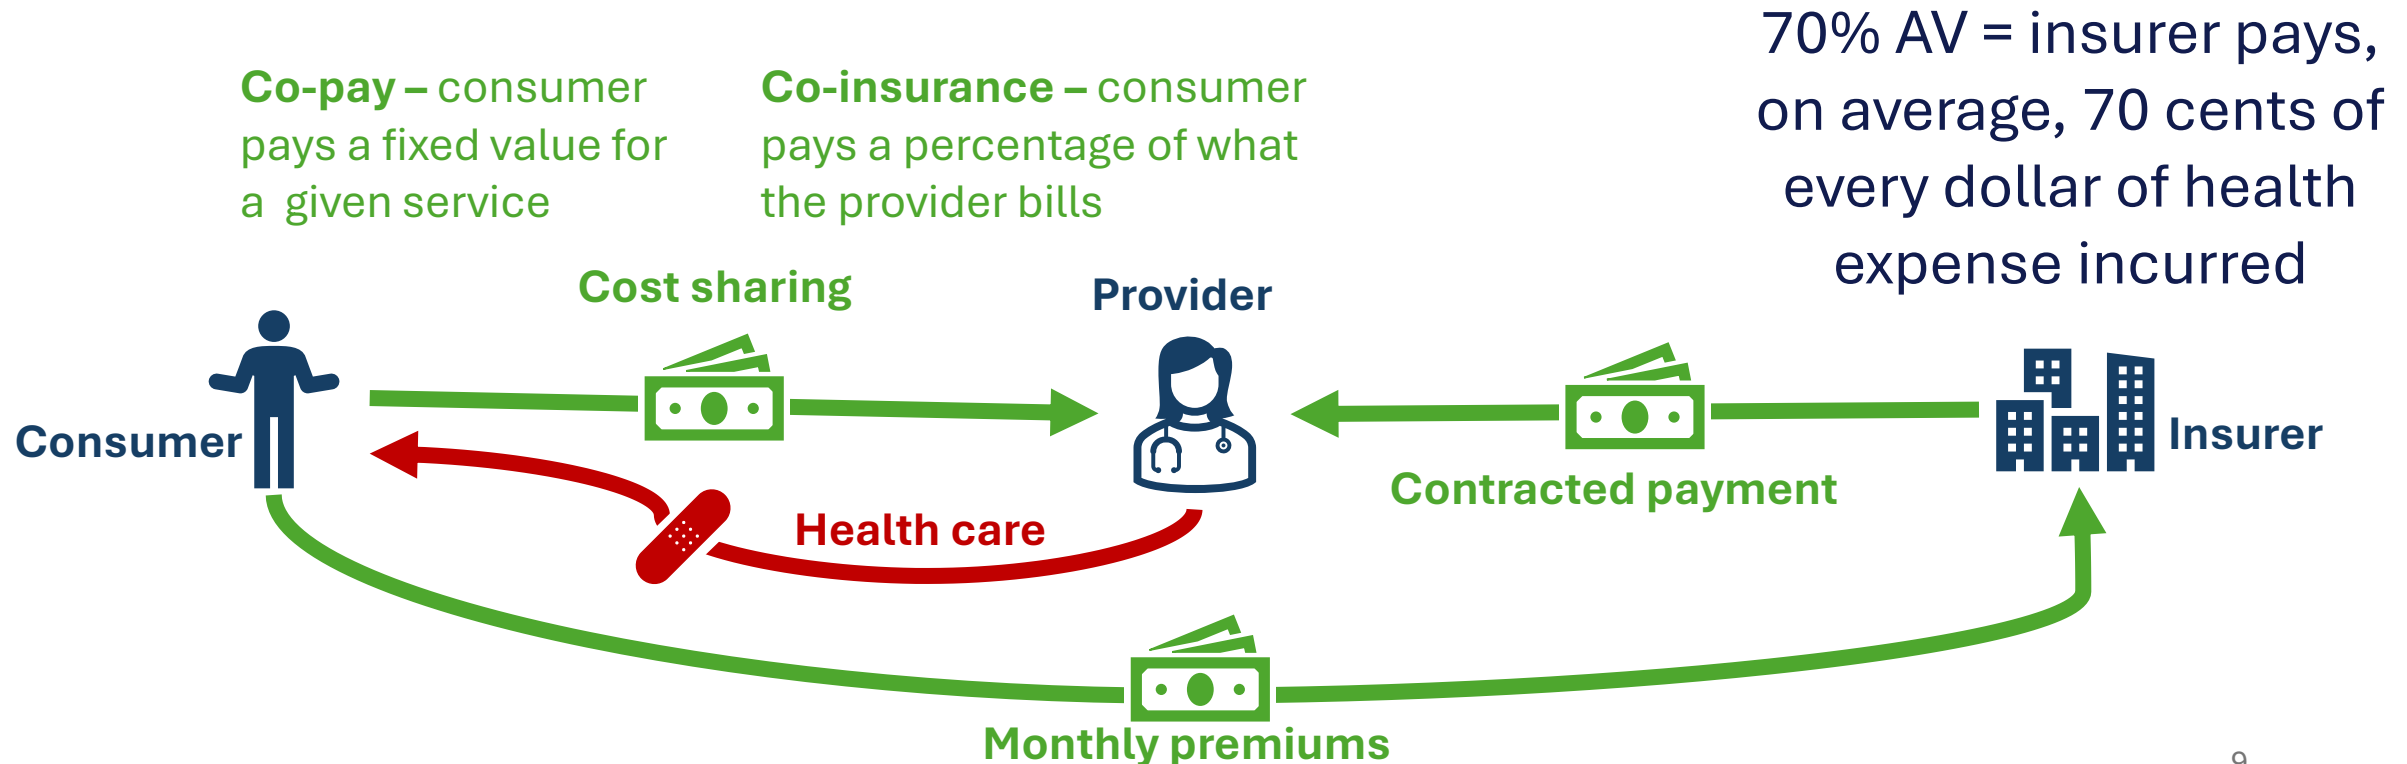 70% AV = insurer pays,
on average, 70 cents of
every dollar of health
expense incurred
Co-pay – consumer
pays a fixed value for
a  given service
Co-insurance – consumer
pays a percentage of what
the provider bills
Cost sharing
Provider
Consumer
Insurer
Contracted payment
Health care
Monthly premiums
9